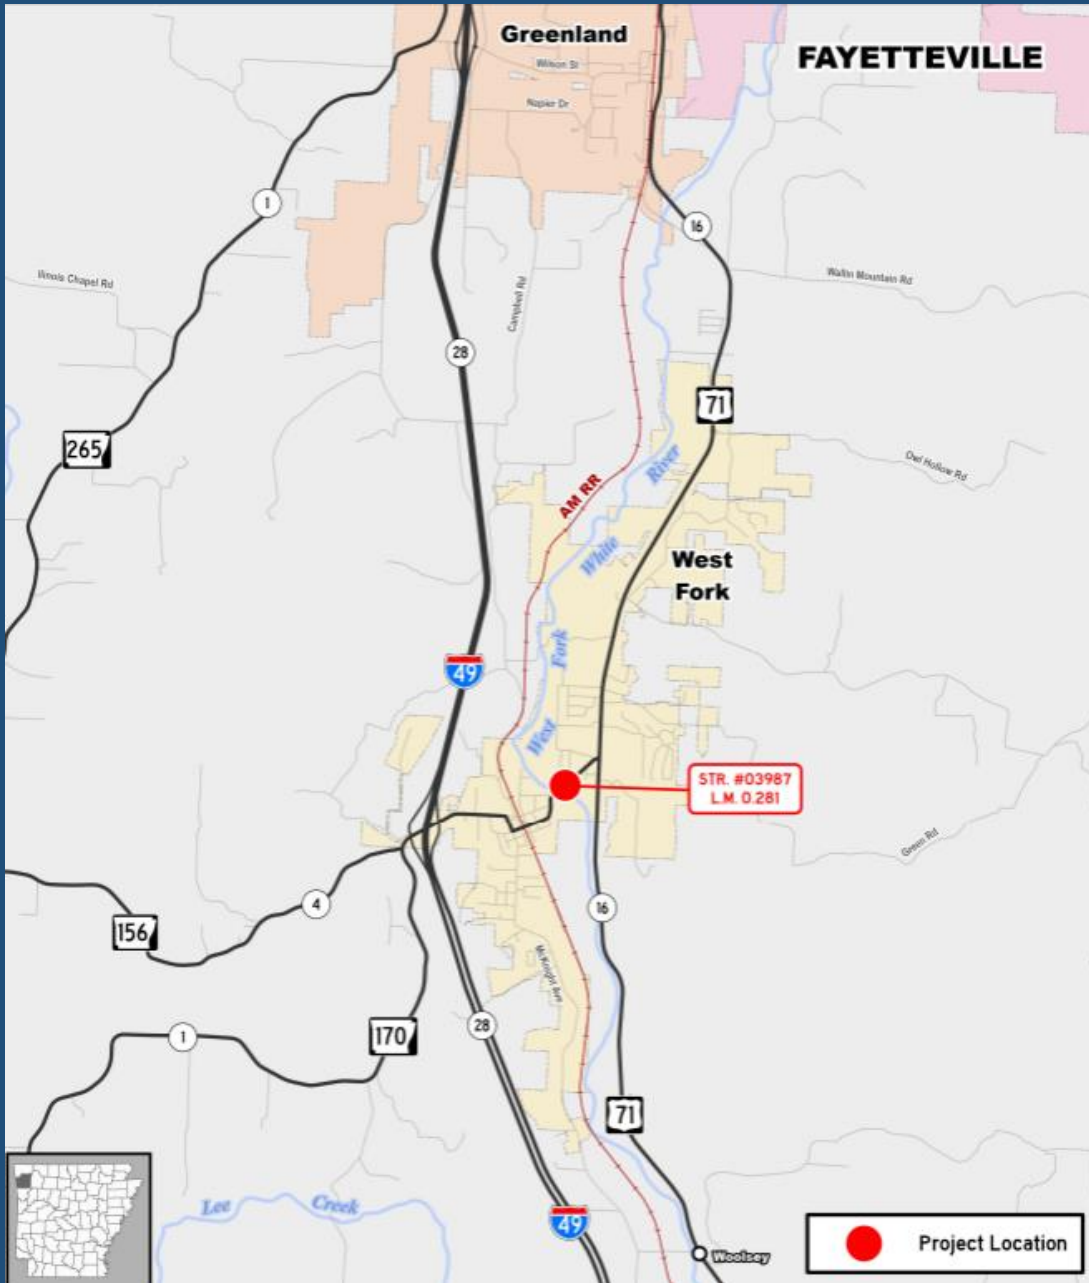 Greenland
FAYETTEVILLE
Wilson St
Napier Dr
1
16
Illinois Chapel Rd
Campbell Rd
Wallin Mountain Rd
28
71
265
River
Owl Hollow Rd
AM RR
White
West
Fork
Fork
49
West
STR. #03987
L.M. 0.281
Green Rd
4
16
156
McKnight Ave
28
1
170
71
Lee Creek
49
Woolsey
Project Location